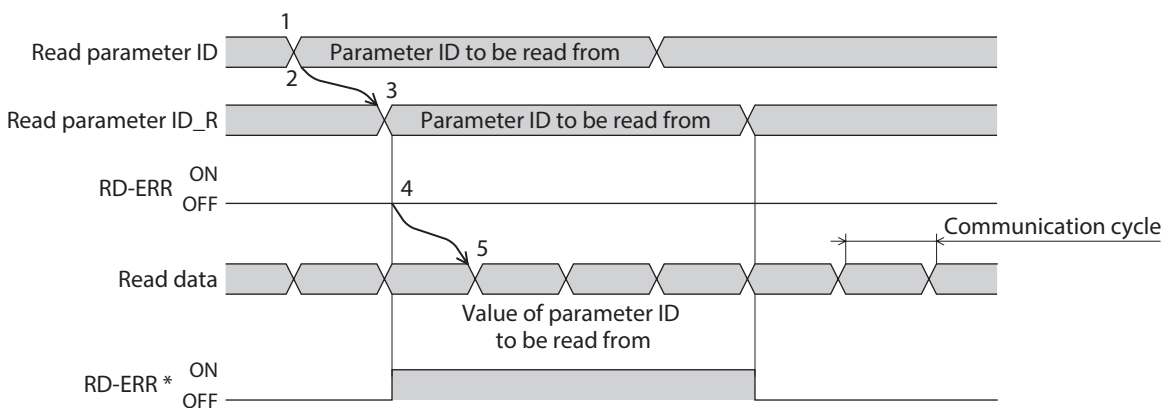 1
Read parameter ID
Parameter ID to be read from
2
3
Read parameter ID_R
Parameter ID to be read from
ON
RD-ERR
OFF
4
Communication cycle
5
Read data
Value of parameter ID
to be read from
ON
RD-ERR *
OFF